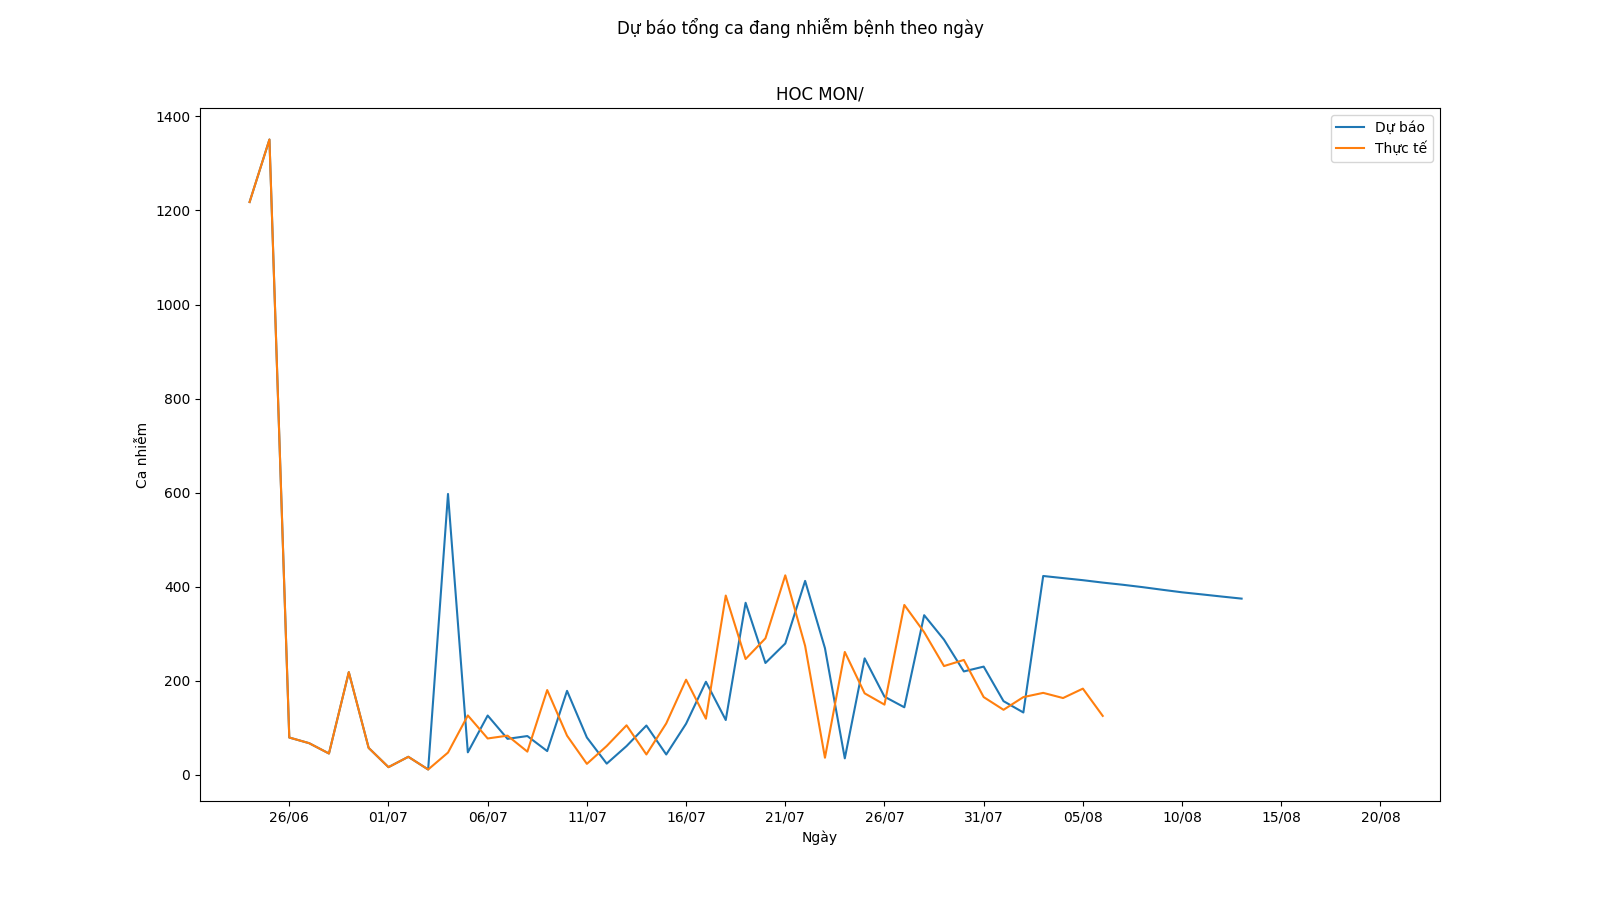 Dự báo tổng ca đang nhiễm bệnh theo ngày
HOC MON/
1400
1200
1000
800
600
400
200
0
Ca nhiễm
Dự báo
Thực tế
26/06 01/07 06/07 11/07 16/07 21/07 26/07 31/07 05/08 10/08 15/08 20/08
Ngày